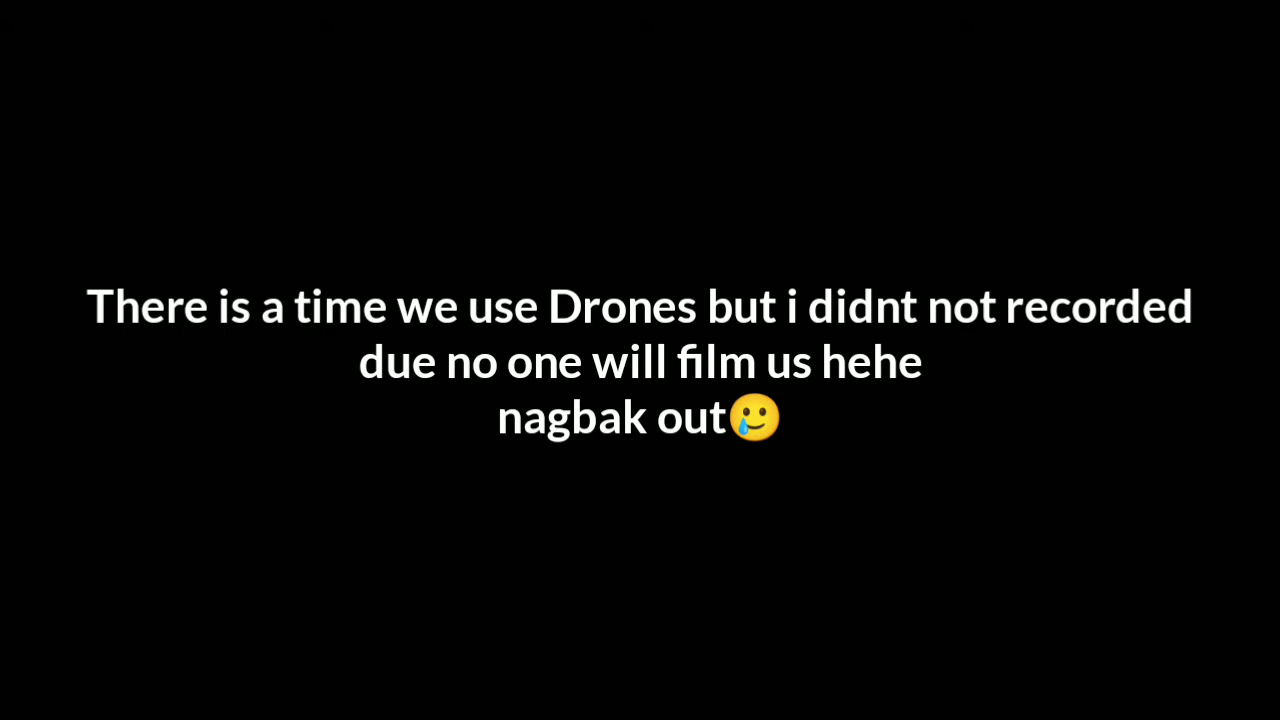 There is a time we use Drones but i didnt not recorded
due no one will film us hehe
nagbak out🥲